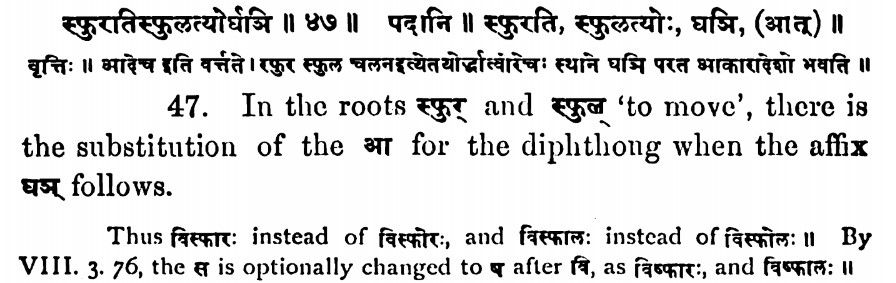 स्फुरतिस्फुलत्योर्घञि ॥ ४७ ॥ पदानि ॥ स्फुरति, स्फुलत्योः, घञि, (आत्) ॥
वृत्तिः ॥ आदेच इति वर्त्तते । रफुर स्फुल चलनइत्येतयोर्द्धात्वोरेचः स्थाने घञि परत आकारादेशो भवति ॥
47. In the roots स्फुर् and स्फुल् ‘to move’, there is
the substitution of the आ for the diphthong when the affix
घञ् follows.
Thus विस्फारः instead of विस्फोरः, and विस्फालः instead of विस्फोलः ॥ By
VIII. 3. 76, the स is optionally changed to ष after वि, as विष्फारः, and विष्फालः ॥